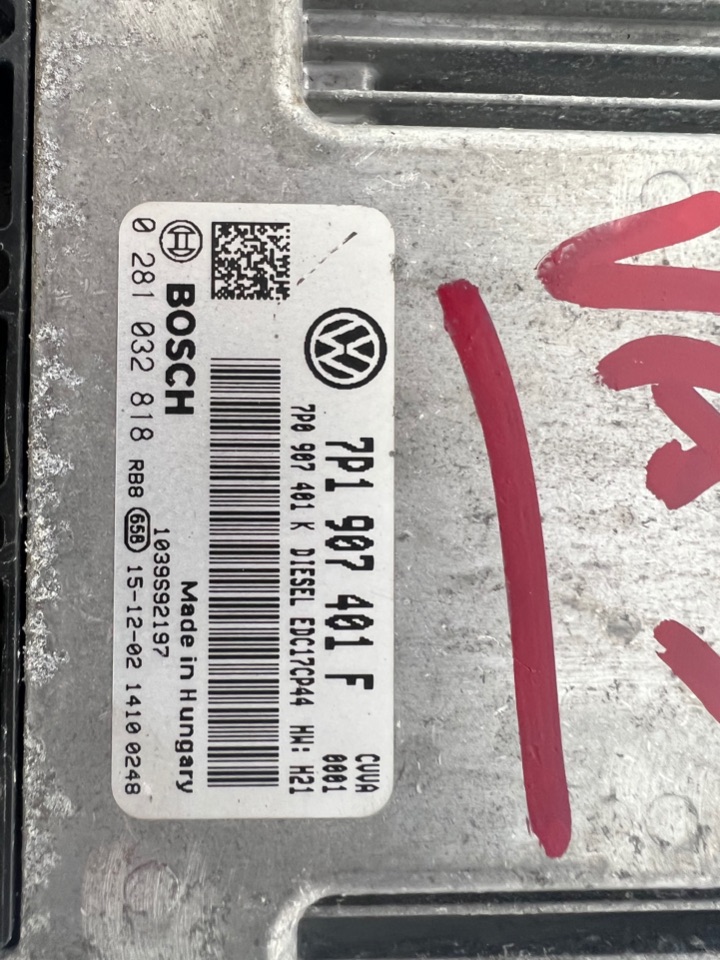 7P1 907 401 F
CVVA
0001
7P0 907 401 K DIESEL EDC17CP44 HW: H21
BOSCH
Made in Hungary
1039S92197
0 281 032 818 RB8 658 15-12-02 1410 0248